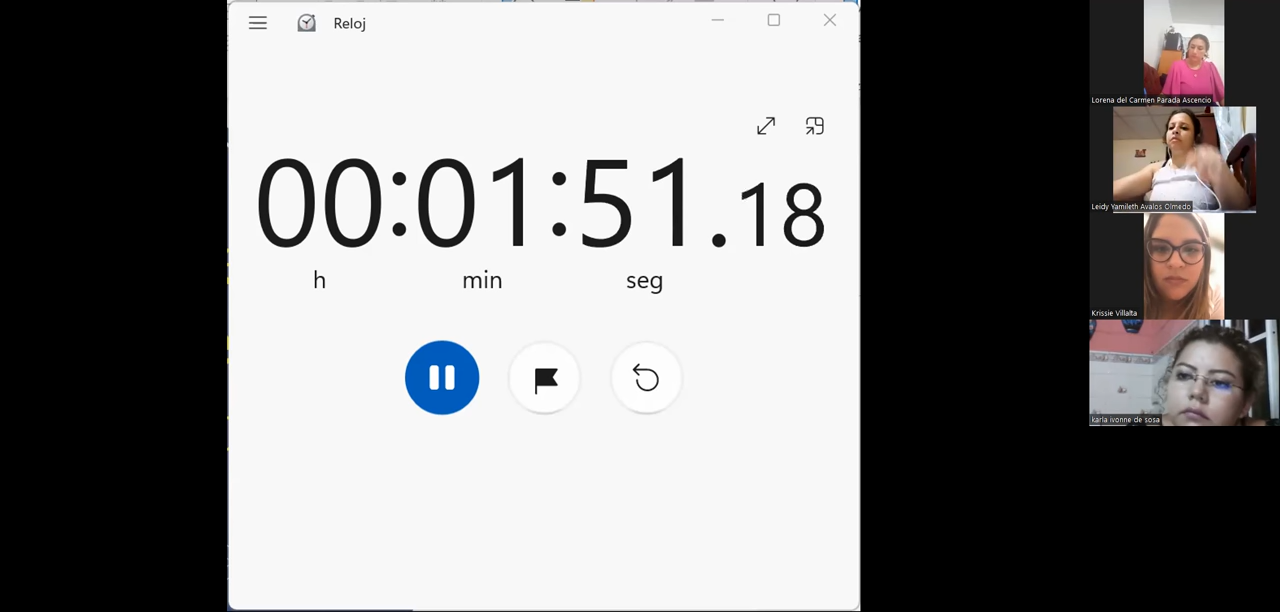 Reloj
00:01:51.18
h min seg
Lorena del Carmen Parada Ascencio
Leidy Yamileth Avalos Olmedo
Krissie Villalta
karla ivonne de sosa